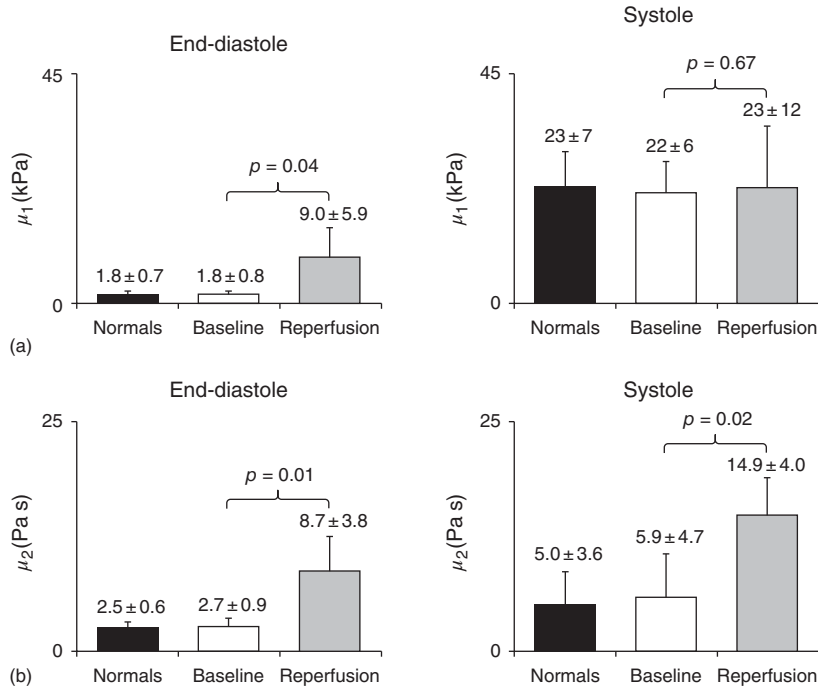 End-diastole
45
μ1(kPa)
0
p = 0.04
1.8 ± 0.7
1.8 ± 0.8
9.0 ± 5.9
Normals
Baseline
Reperfusion
(a)
Systole
45
μ1(kPa)
0
p = 0.67
23 ± 7
22 ± 6
23 ± 12
Normals
Baseline
Reperfusion
End-diastole
25
μ2(Pa s)
0
p = 0.01
2.5 ± 0.6
2.7 ± 0.9
8.7 ± 3.8
Normals
Baseline
Reperfusion
(b)
Systole
25
μ2(Pa s)
0
p = 0.02
5.0 ± 3.6
5.9 ± 4.7
14.9 ± 4.0
Normals
Baseline
Reperfusion